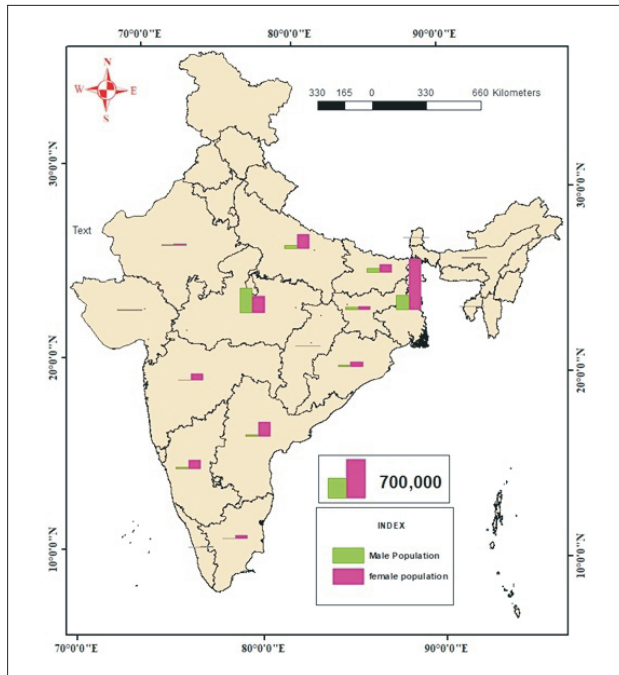 70°0'0"E 80°0'0"E 90°0'0"E
N
W E
S
330 165 0 330 660 Kilometers
30°0'0"N
30°0'0"N
Text
20°0'0"N
20°0'0"N
700,000
INDEX
Male Population
female population
10°0'0"N
10°0'0"N
70°0'0"E 80°0'0"E 90°0'0"E